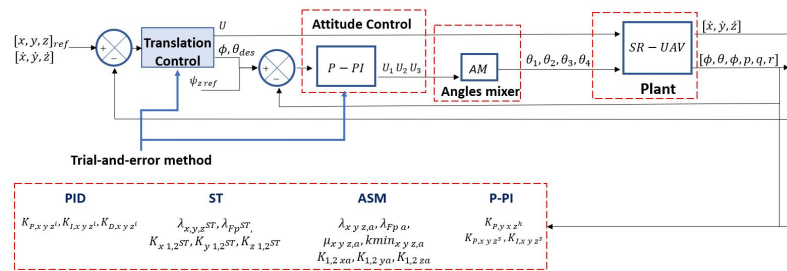 U
Attitude Control
[x, y, z]ref
[ẋ, ẏ, ż]
+
−
Translation
Control
ϕ, θdes
ψz ref
+
−
P − PI
U1 U2 U3
AM
Angles mixer
θ1, θ2, θ3, θ4
SR − UAV
Plant
[ẋ, ẏ, ż]
[ϕ, θ, ϕ, p, q, r]
Trial-and-error method
PID
KP,x y zⁱ, KI,x y zⁱ, KD,x y zⁱ
ST
λx,y,zST, λFpST,
Kx 1,2ST, Ky 1,2ST, Kz 1,2ST
ASM
λx y z,a, λFp a,
μx y z,a, kminx y z,a
K1,2 xa, K1,2 ya, K1,2 za
P-PI
KP,y x zʰ
KP,x y zˢ, KI,x y zˢ